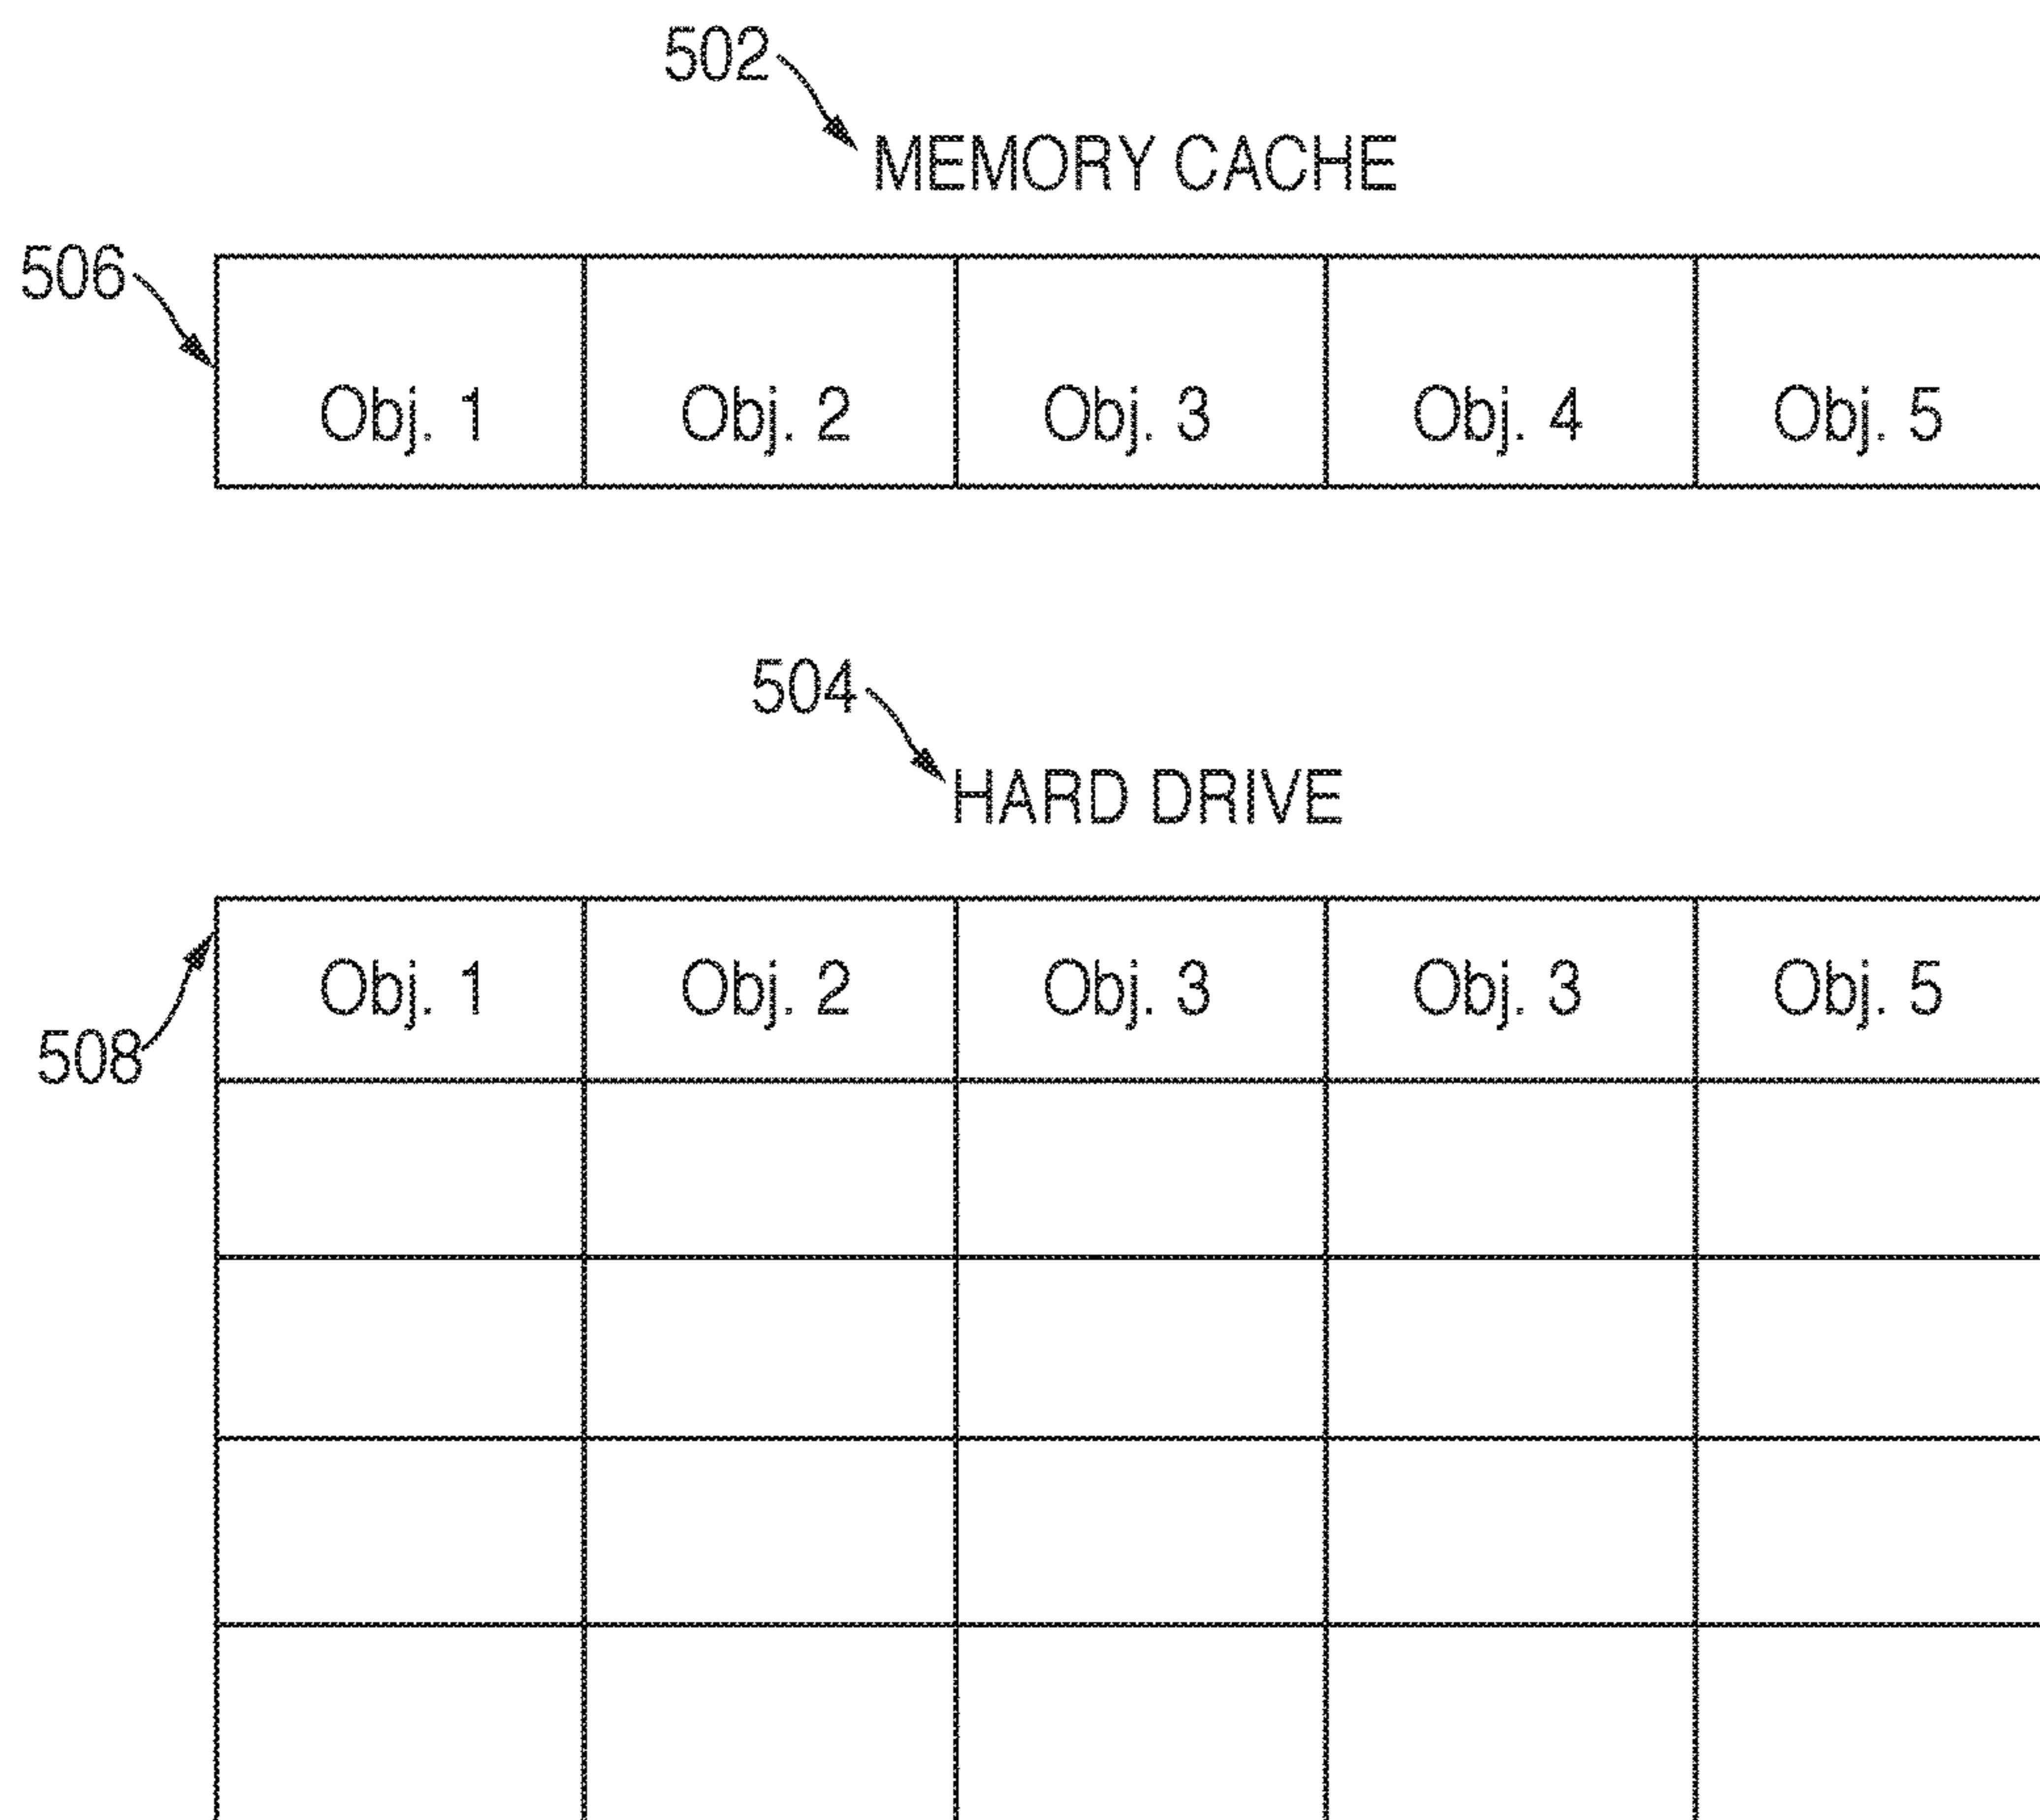 502
MEMORY CACHE
506
Obj. 1 Obj. 2 Obj. 3 Obj. 4 Obj. 5
504
HARD DRIVE
Obj. 1 Obj. 2 Obj. 3 Obj. 3 Obj. 5
508